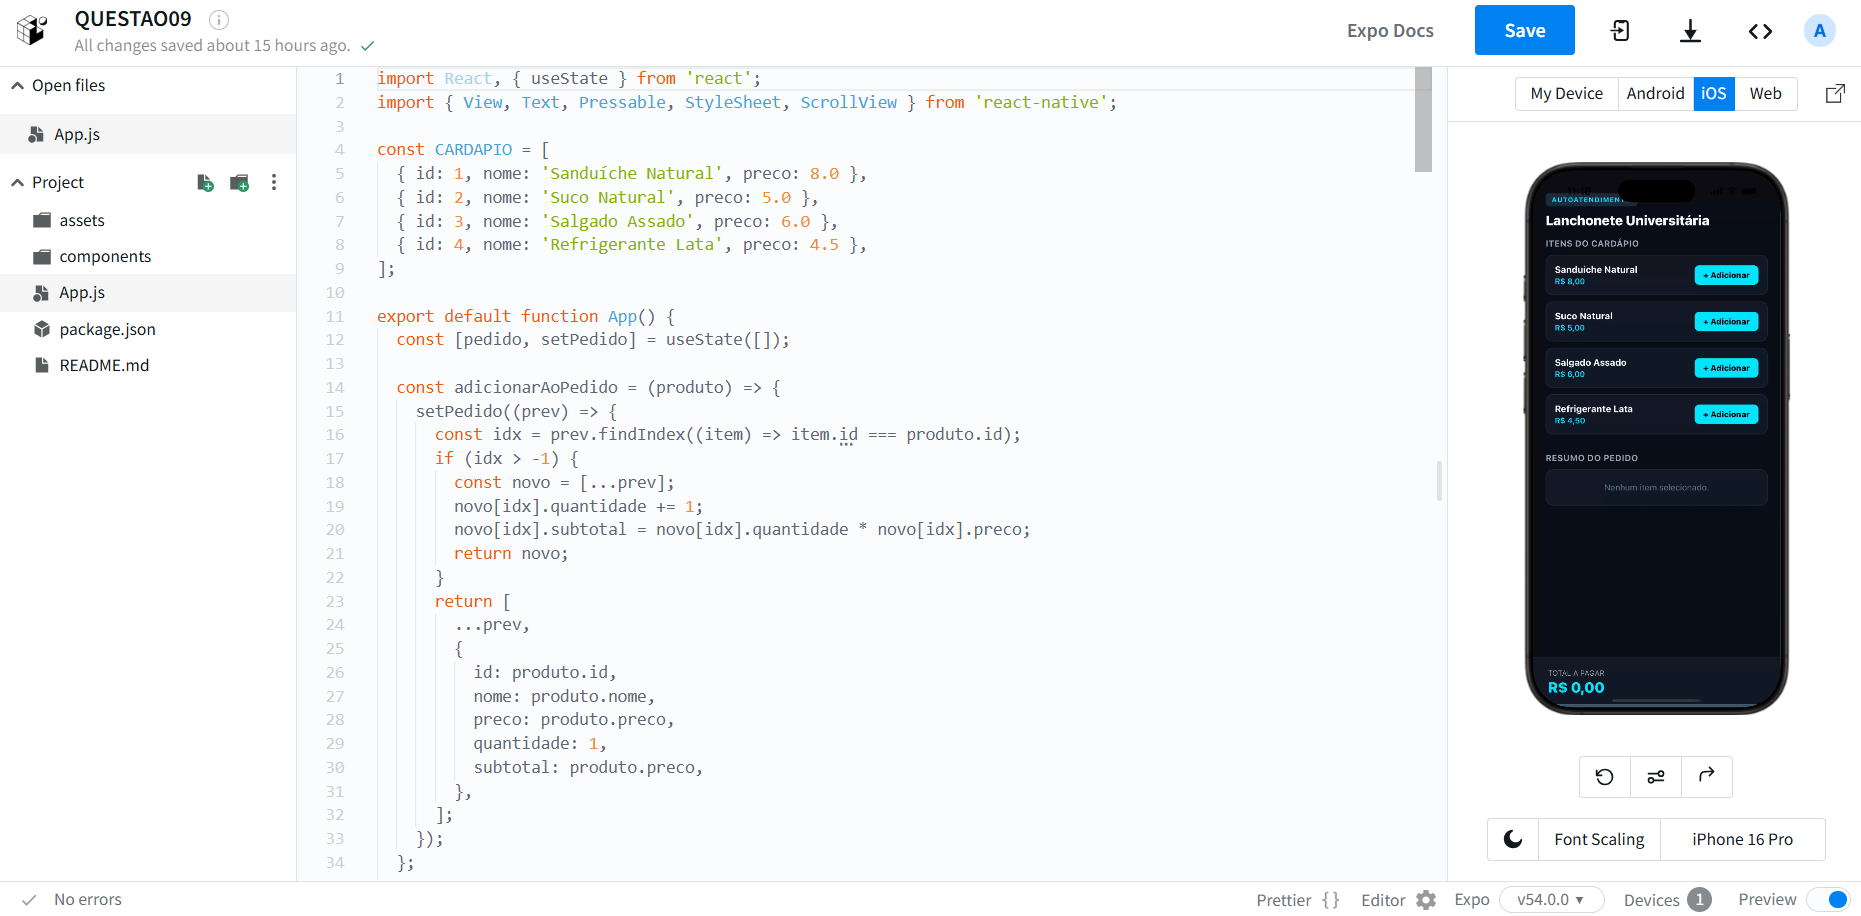 QUESTAO09
All changes saved about 15 hours ago.
Expo Docs
Save
A
Open files
App.js
Project
assets
components
App.js
package.json
README.md
1 import React, { useState } from 'react';
2 import { View, Text, Pressable, StyleSheet, ScrollView } from 'react-native';
3
4 const CARDAPIO = [
5 { id: 1, nome: 'Sanduíche Natural', preco: 8.0 },
6 { id: 2, nome: 'Suco Natural', preco: 5.0 },
7 { id: 3, nome: 'Salgado Assado', preco: 6.0 },
8 { id: 4, nome: 'Refrigerante Lata', preco: 4.5 },
9 ];
10
11 export default function App() {
12 const [pedido, setPedido] = useState([]);
13
14 const adicionarAoPedido = (produto) => {
15 setPedido((prev) => {
16 const idx = prev.findIndex((item) => item.id === produto.id);
17 if (idx > -1) {
18 const novo = [...prev];
19 novo[idx].quantidade += 1;
20 novo[idx].subtotal = novo[idx].quantidade * novo[idx].preco;
21 return novo;
22 }
23 return [
24 ...prev,
25 {
26 id: produto.id,
27 nome: produto.nome,
28 preco: produto.preco,
29 quantidade: 1,
30 subtotal: produto.preco,
31 },
32 ];
33 });
34 };
My Device
Android
iOS
Web
Lanchonete Universitária
ITENS DO CARDÁPIO
Sanduíche Natural
R$ 8,00
+ Adicionar
Suco Natural
R$ 5,00
+ Adicionar
Salgado Assado
R$ 6,00
+ Adicionar
Refrigerante Lata
R$ 4,50
+ Adicionar
RESUMO DO PEDIDO
Nenhum item selecionado.
TOTAL A PAGAR
R$ 0,00
Font Scaling
iPhone 16 Pro
No errors
Prettier {}
Editor
Expo
v54.0.0
Devices 1
Preview